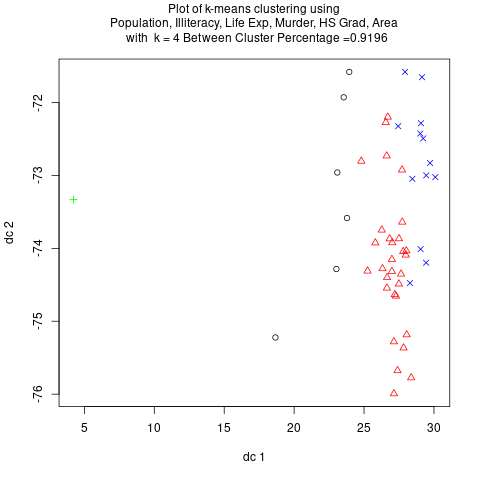 Plot of k-means clustering using
Population, Illiteracy, Life Exp, Murder, HS Grad, Area
with  k = 4 Between Cluster Percentage =0.9196
-72
-73
-74
-75
-76
dc 2
5 10 15 20 25 30
dc 1